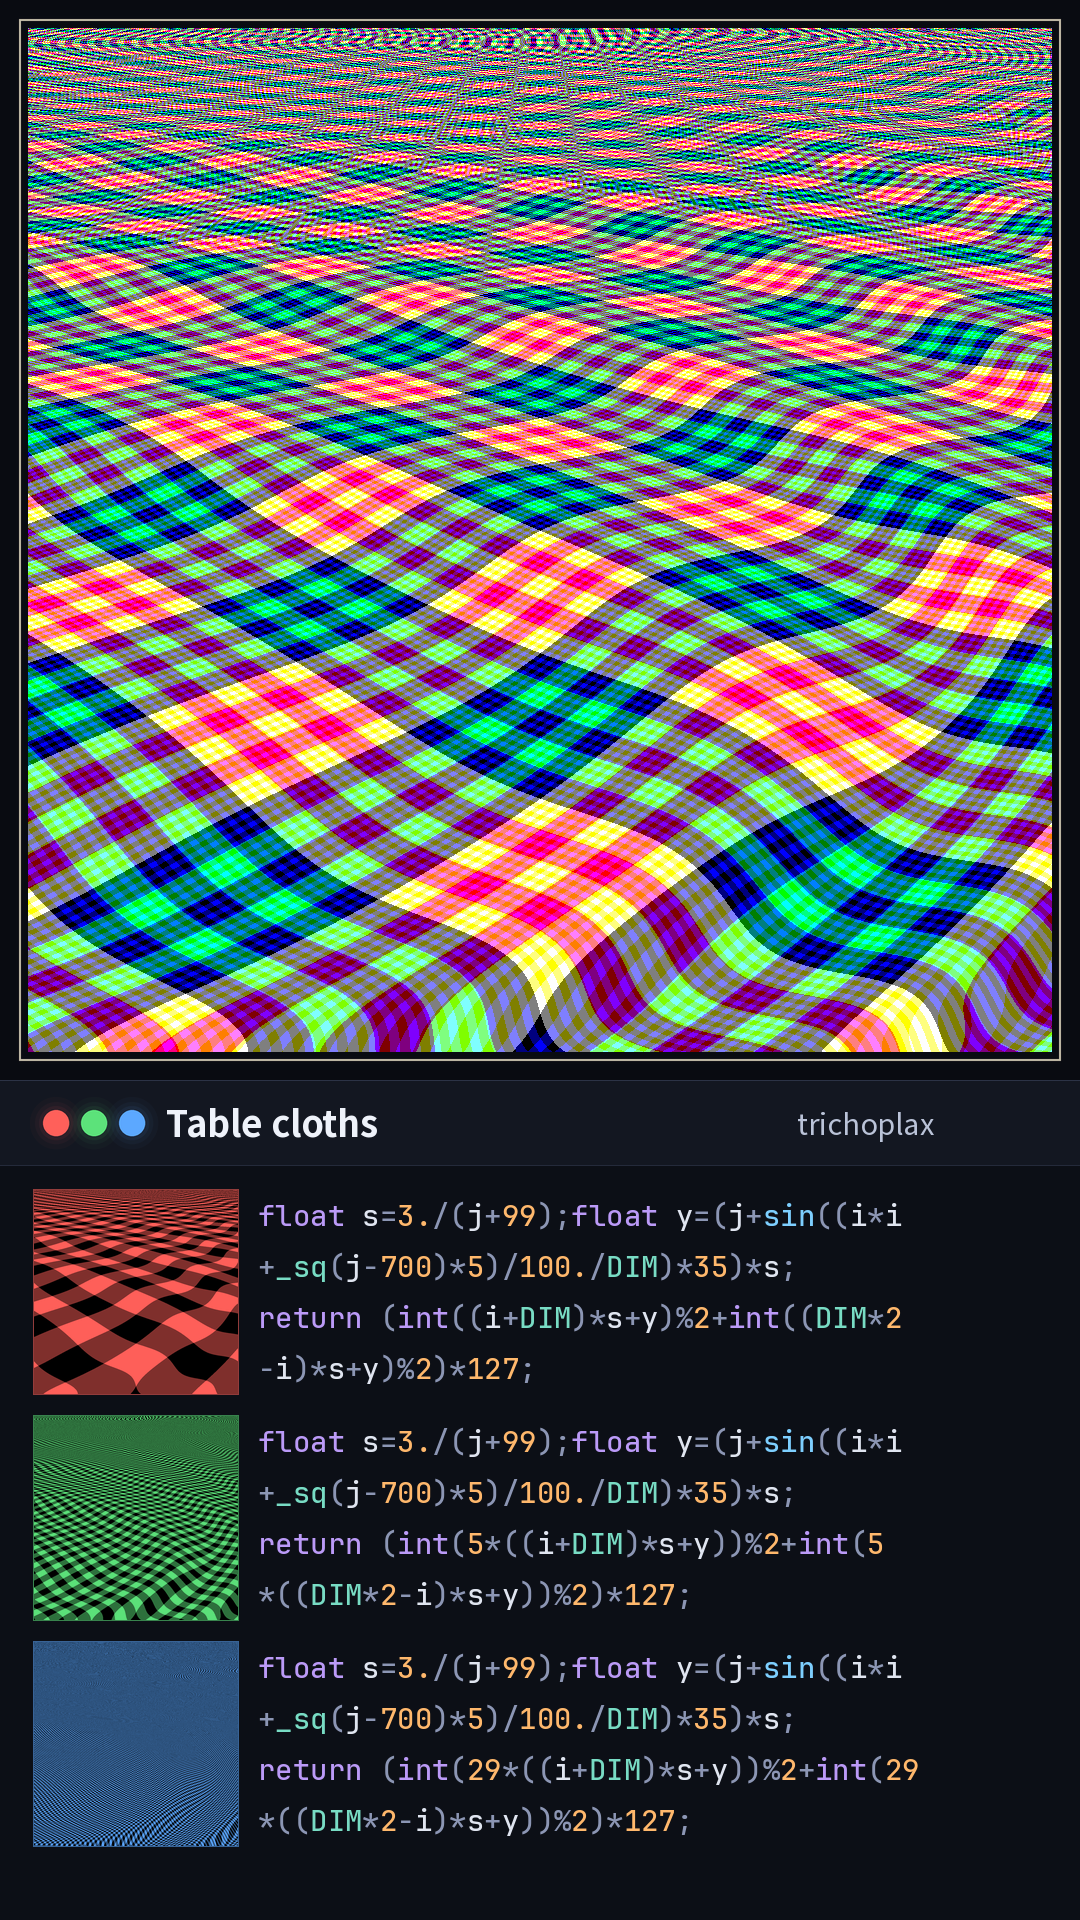 Table cloths
trichoplax
float s=3./(j+99);float y=(j+sin((i*i
+_sq(j-700)*5)/100./DIM)*35)*s;
return (int((i+DIM)*s+y)%2+int((DIM*2
-i)*s+y)%2)*127;
float s=3./(j+99);float y=(j+sin((i*i
+_sq(j-700)*5)/100./DIM)*35)*s;
return (int(5*((i+DIM)*s+y))%2+int(5
*((DIM*2-i)*s+y))%2)*127;
float s=3./(j+99);float y=(j+sin((i*i
+_sq(j-700)*5)/100./DIM)*35)*s;
return (int(29*((i+DIM)*s+y))%2+int(29
*((DIM*2-i)*s+y))%2)*127;